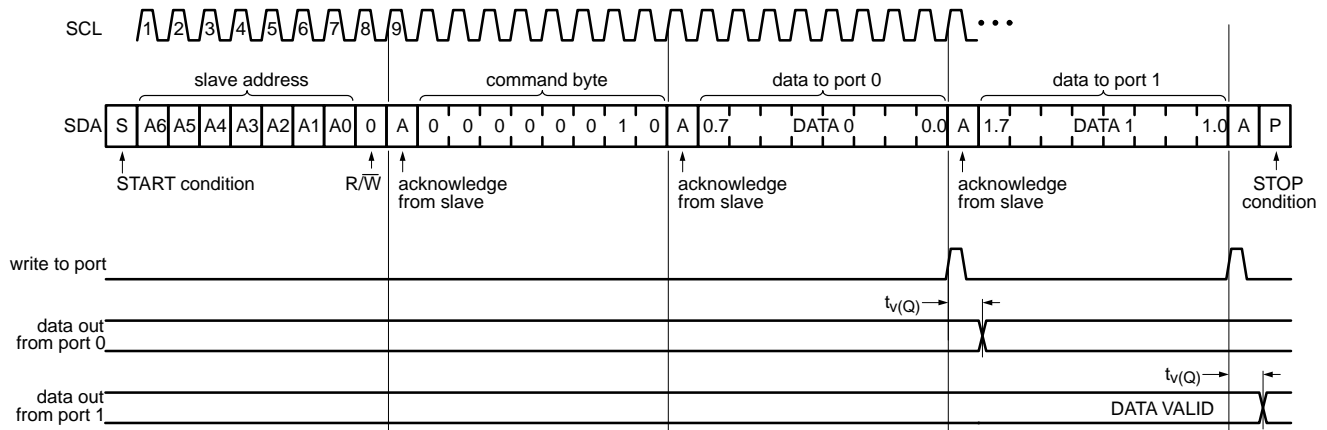 SCL 1 2 3 4 5 6 7 8 9 •••
slave address command byte data to port 0 data to port 1
SDA S A6 A5 A4 A3 A2 A1 A0 0 A 0 0 0 0 0 0 1 0 A 0.7 DATA 0 0.0 A 1.7 DATA 1 1.0 A P
START condition R/W̅ acknowledge from slave acknowledge from slave acknowledge from slave STOP condition
write to port
tv(Q)
data out
from port 0
tv(Q)
data out
from port 1
DATA VALID